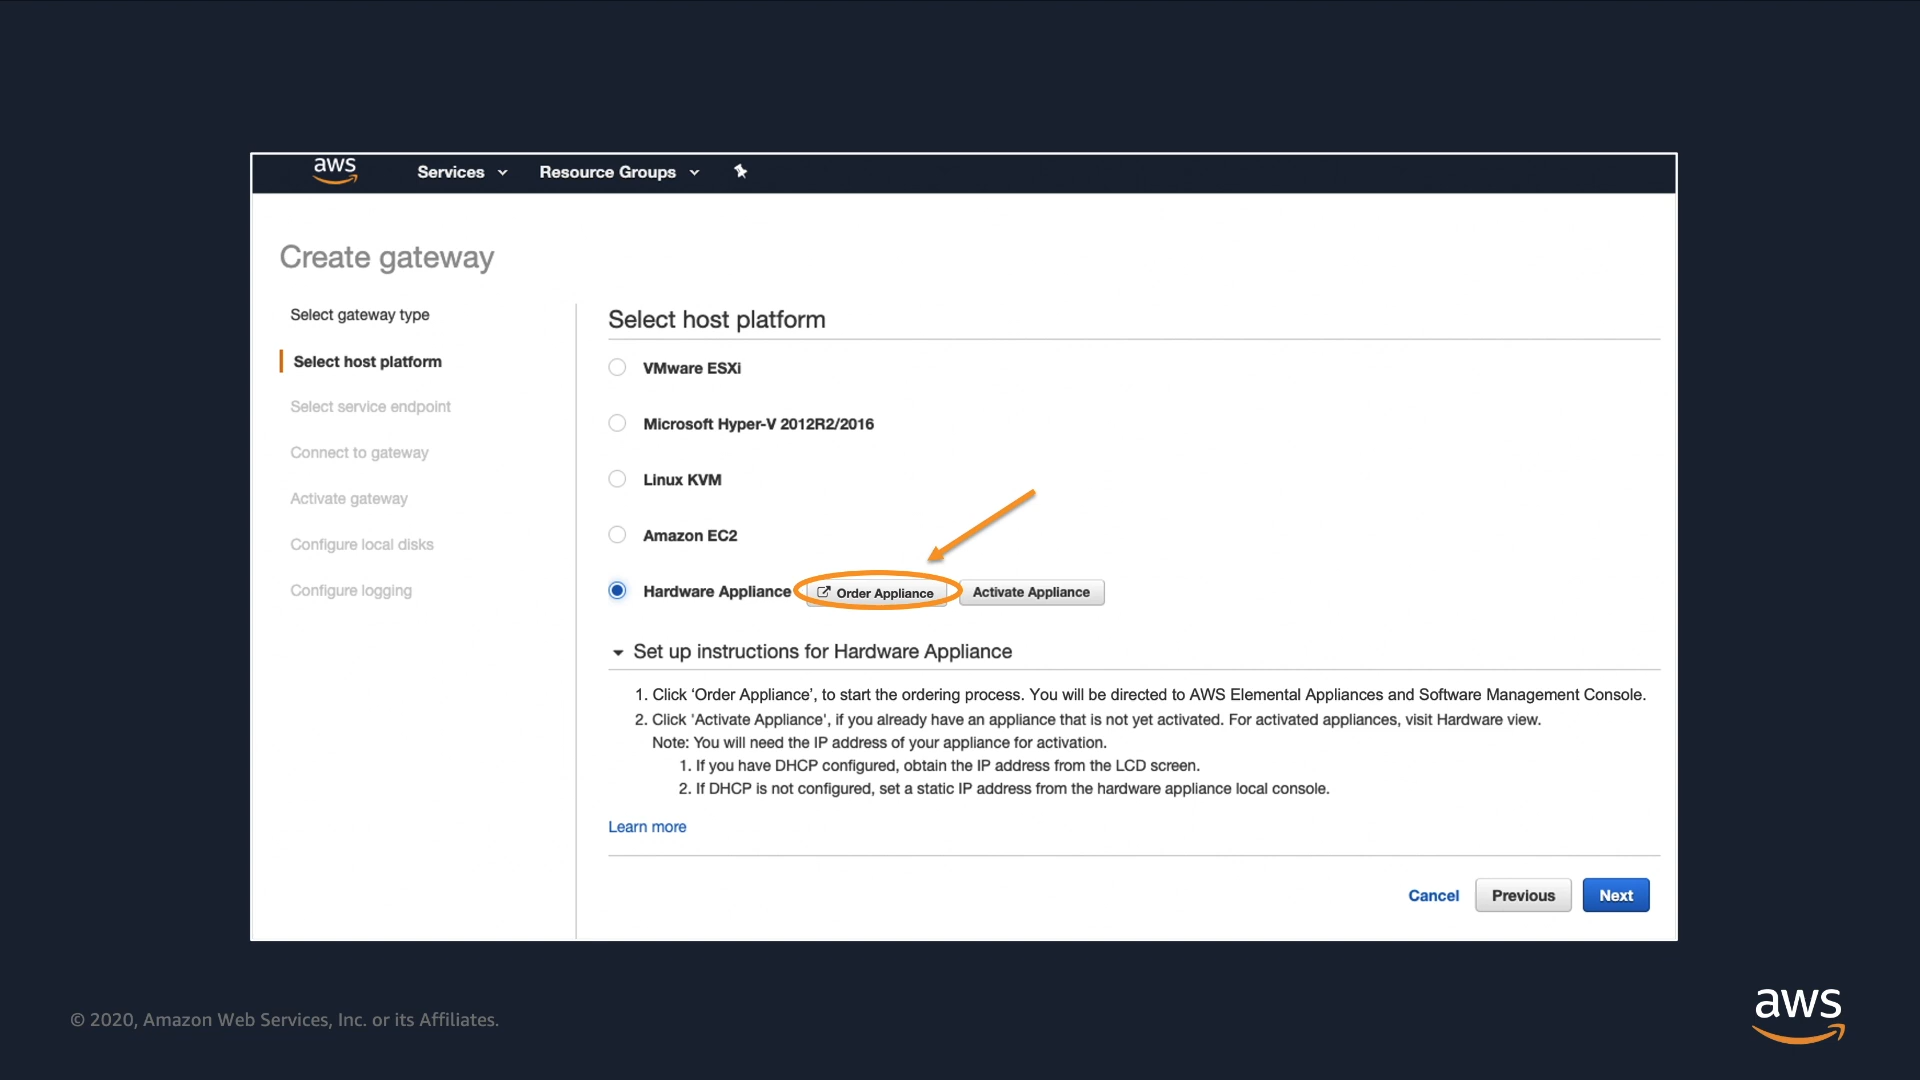 aws
Services
Resource Groups
Create gateway
Select gateway type
Select host platform
Select service endpoint
Connect to gateway
Activate gateway
Configure local disks
Configure logging
Select host platform
VMware ESXi
Microsoft Hyper-V 2012R2/2016
Linux KVM
Amazon EC2
Hardware Appliance Order Appliance Activate Appliance
Set up instructions for Hardware Appliance
1. Click ‘Order Appliance’, to start the ordering process. You will be directed to AWS Elemental Appliances and Software Management Console.
2. Click 'Activate Appliance', if you already have an appliance that is not yet activated. For activated appliances, visit Hardware view.
Note: You will need the IP address of your appliance for activation.
1. If you have DHCP configured, obtain the IP address from the LCD screen.
2. If DHCP is not configured, set a static IP address from the hardware appliance local console.
Learn more
Cancel Previous Next
© 2020, Amazon Web Services, Inc. or its Affiliates.
aws